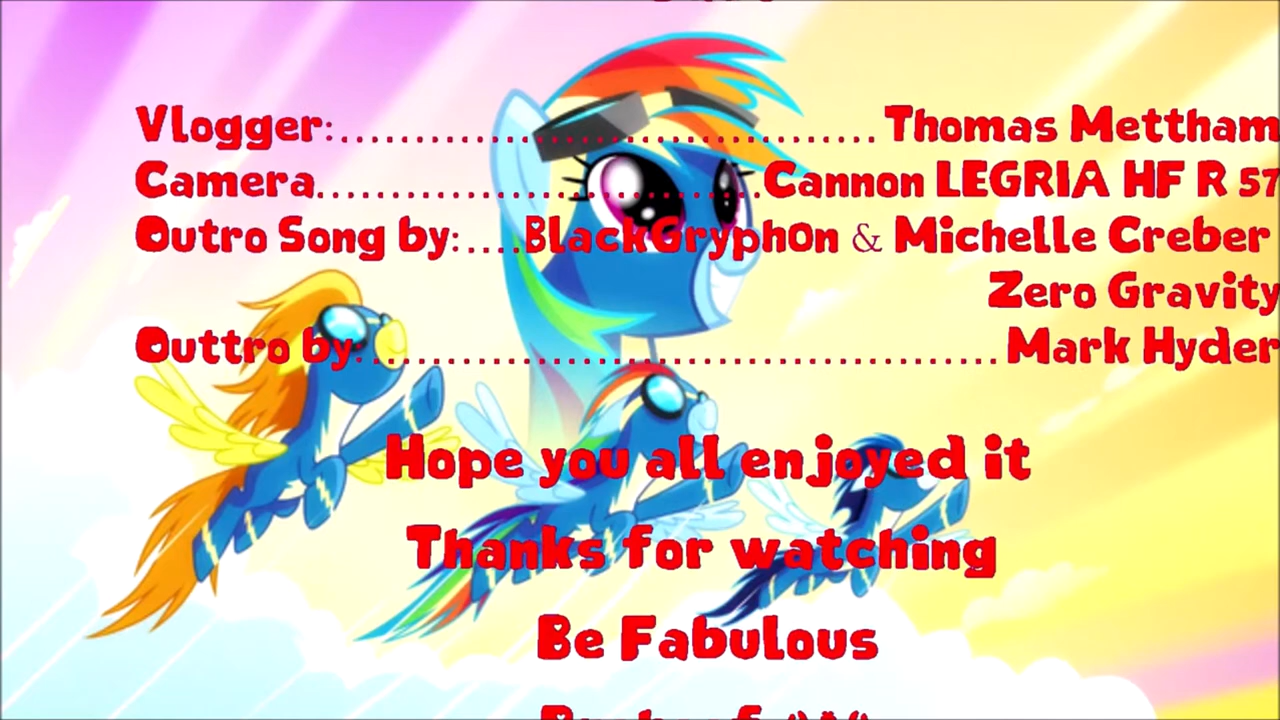 Vlogger:.................................Thomas Mettham
Camera...........................Cannon LEGRIA HF R 57
Outro Song by:....BlackGryph0n & Michelle Creber
Zero Gravity
Outtro by:......................................Mark Hyder
Hope you all enjoyed it
Thanks for watching
Be Fabulous